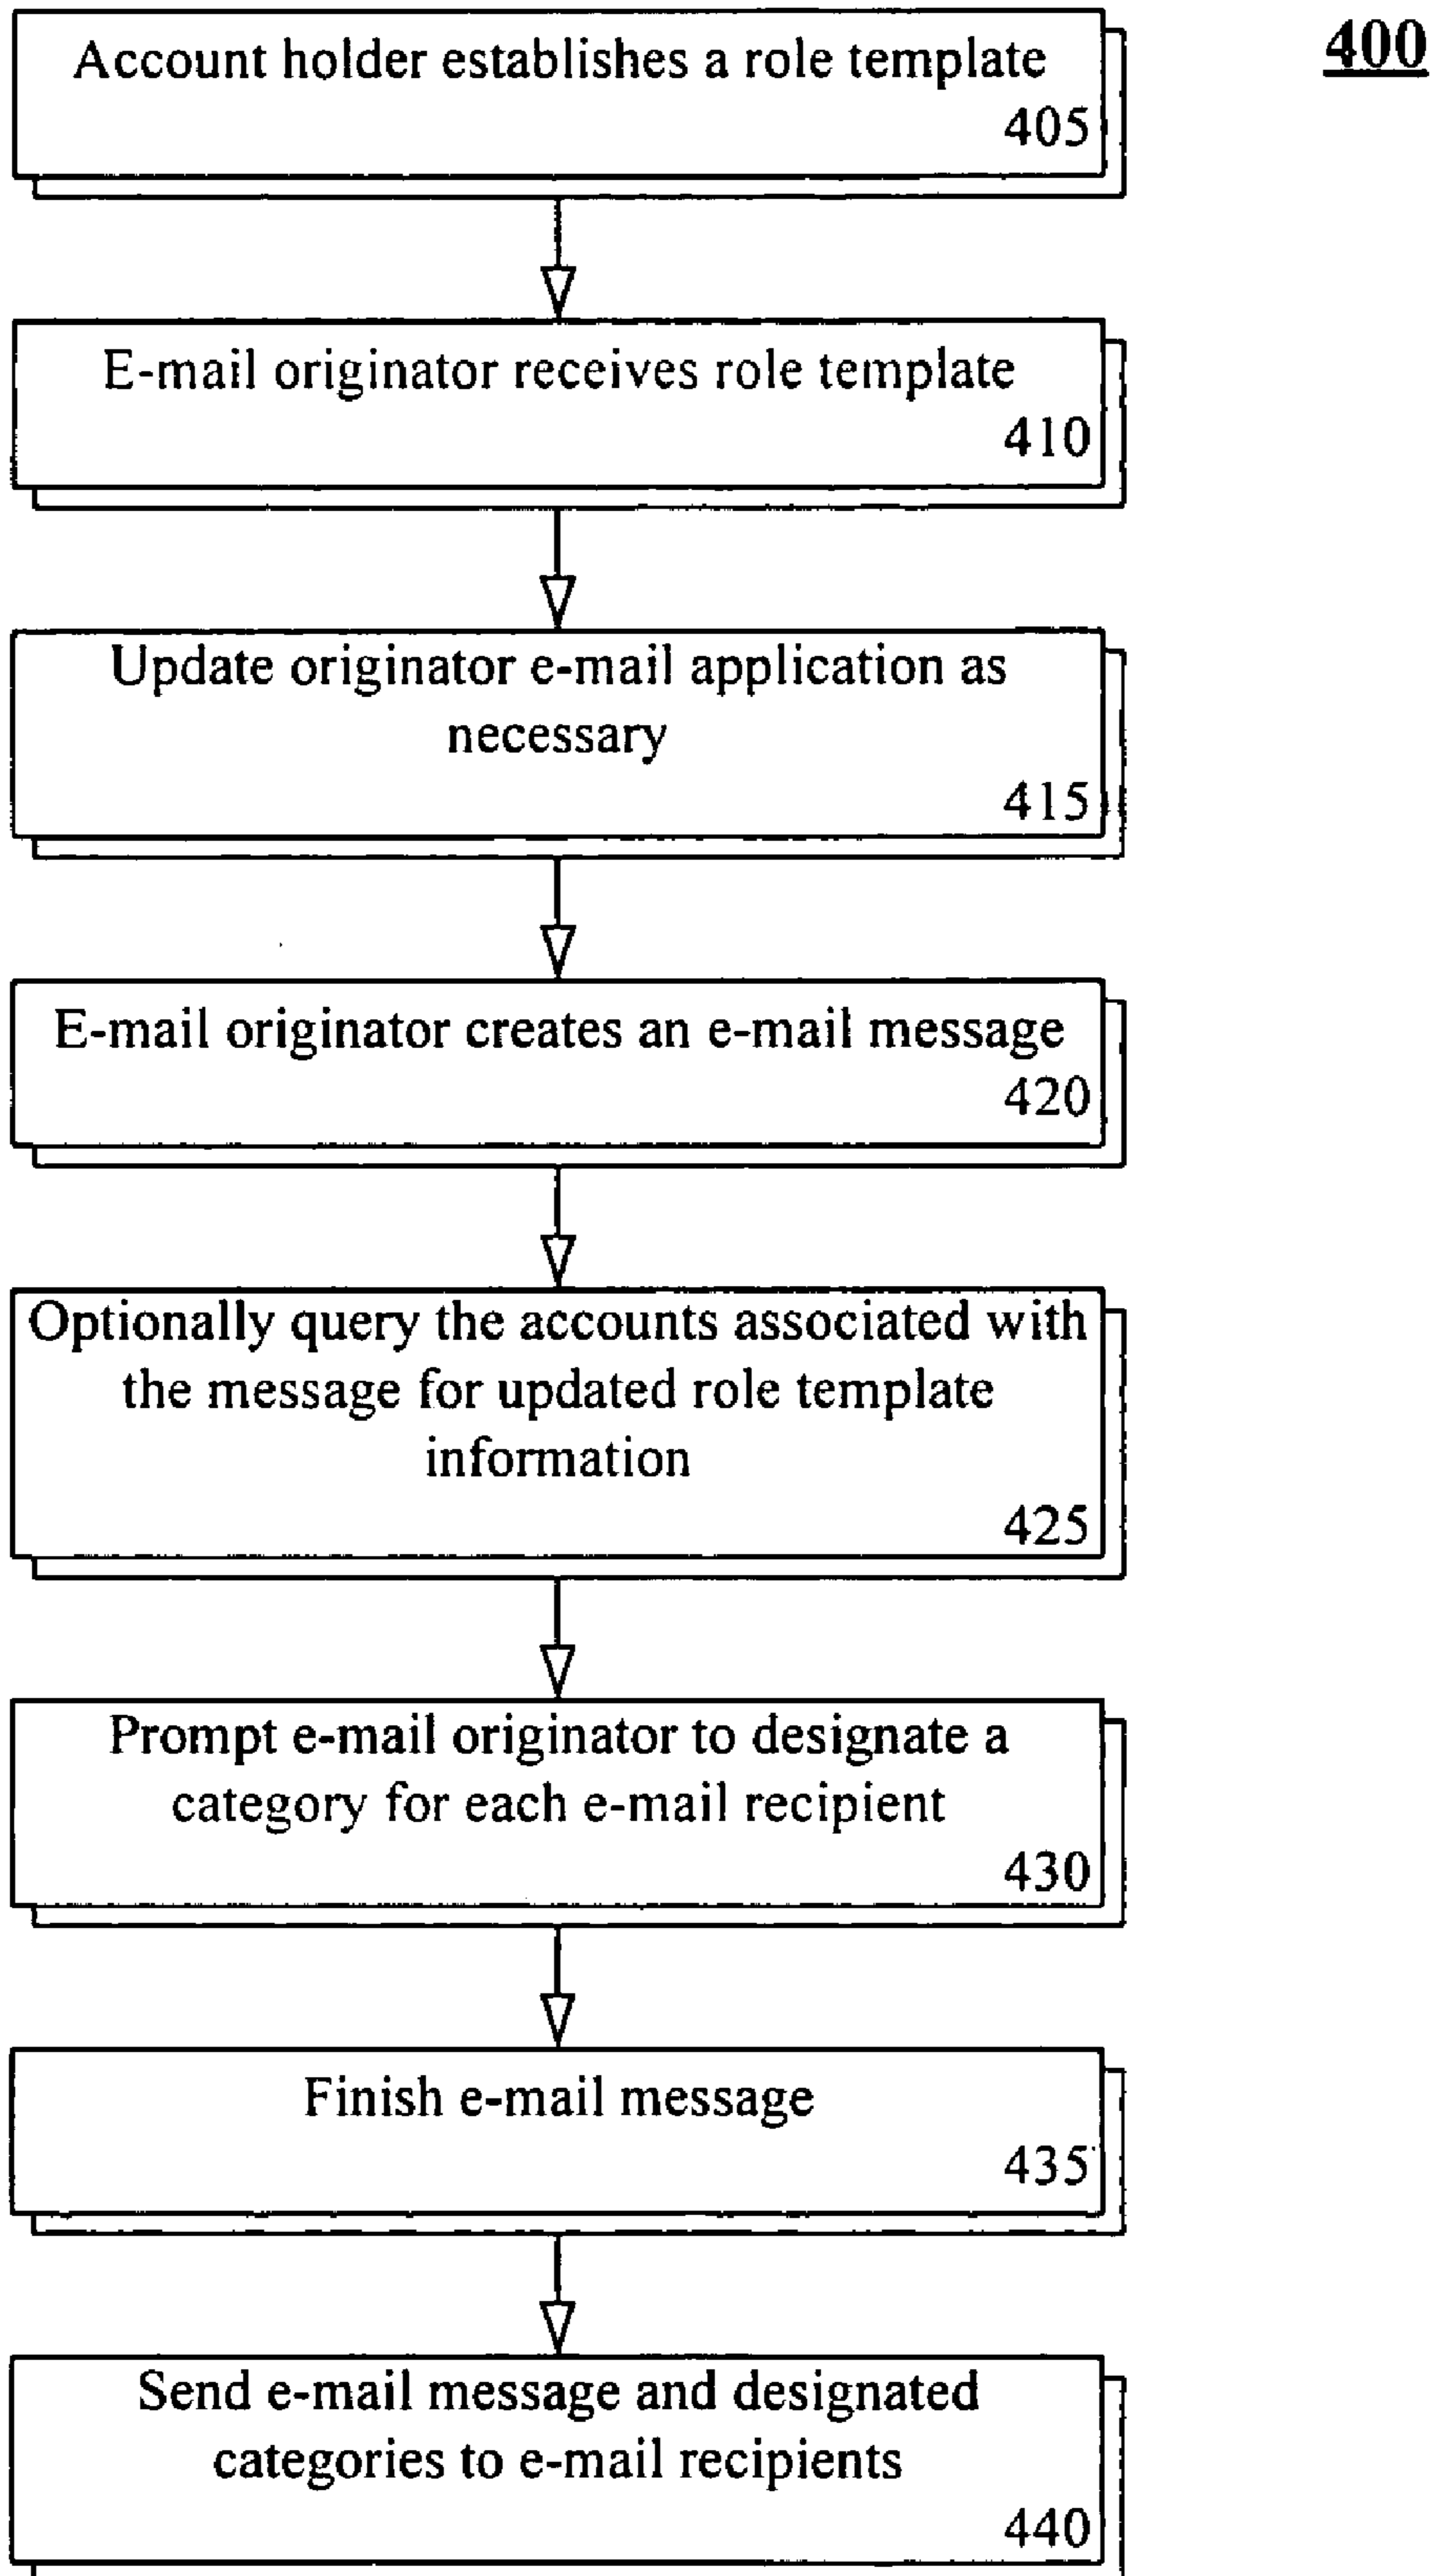 400
Account holder establishes a role template
405
E-mail originator receives role template
410
Update originator e-mail application as
necessary
415
E-mail originator creates an e-mail message
420
Optionally query the accounts associated with
the message for updated role template
information
425
Prompt e-mail originator to designate a
category for each e-mail recipient
430
Finish e-mail message
435
Send e-mail message and designated
categories to e-mail recipients
440